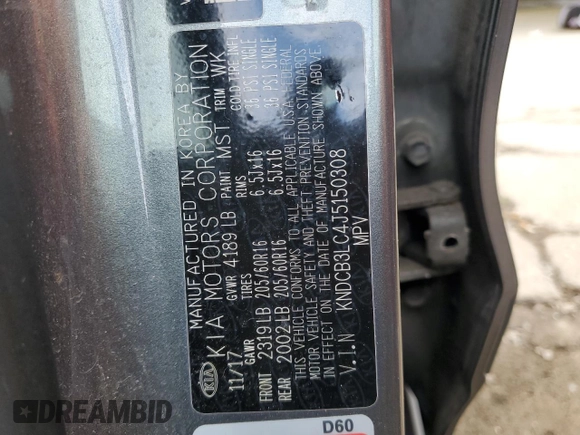 MANUFACTURED IN KOREA BY
KIA KIA MOTORS CORPORATION
11/17 GVWR 4189 LB PAINT MST TRIM WK
GAWR TIRES RIMS COLD TIRE INFL
FRONT 2319 LB 205/60R16 6.5Jx16 36 PSI SINGLE
REAR 2002 LB 205/60R16 6.5Jx16 36 PSI SINGLE
THIS VEHICLE CONFORMS TO ALL APPLICABLE U.S.A. FEDERAL
MOTOR VEHICLE SAFETY AND THEFT PREVENTION STANDARDS
IN EFFECT ON THE DATE OF MANUFACTURE SHOWN ABOVE
V.I.N KNDCB3LC4J5150308
MPV
D60
DREAMBID